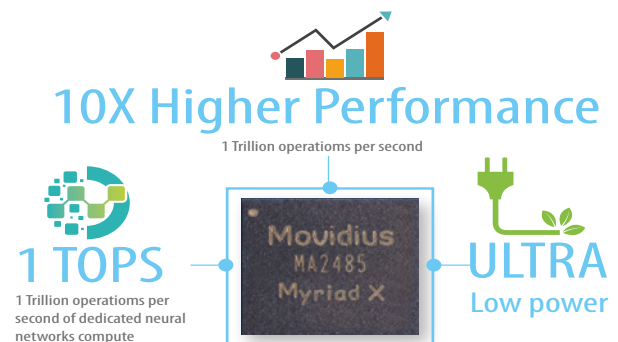 10X Higher Performance
1 Trillion operatioms per second
Movidius
MA2485
Myriad X
1 TOPS
1 Trillion operatioms per
second of dedicated neural
networks compute
ULTRA
Low power